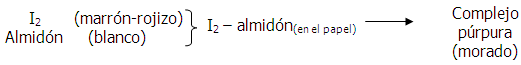 I₂ (marrón-rojizo)
Almidón (blanco)
I₂ – almidón(en el papel)
Complejo
púrpura
(morado)